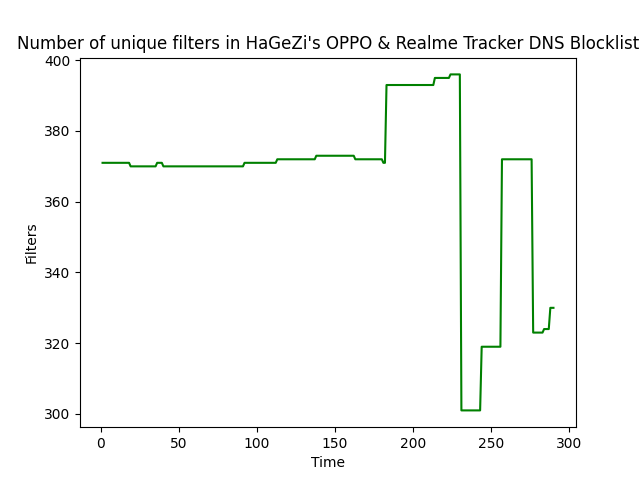 Number of unique filters in HaGeZi's OPPO & Realme Tracker DNS Blocklist
400
380
360
340
320
300
Filters
0 50 100 150 200 250 300
Time